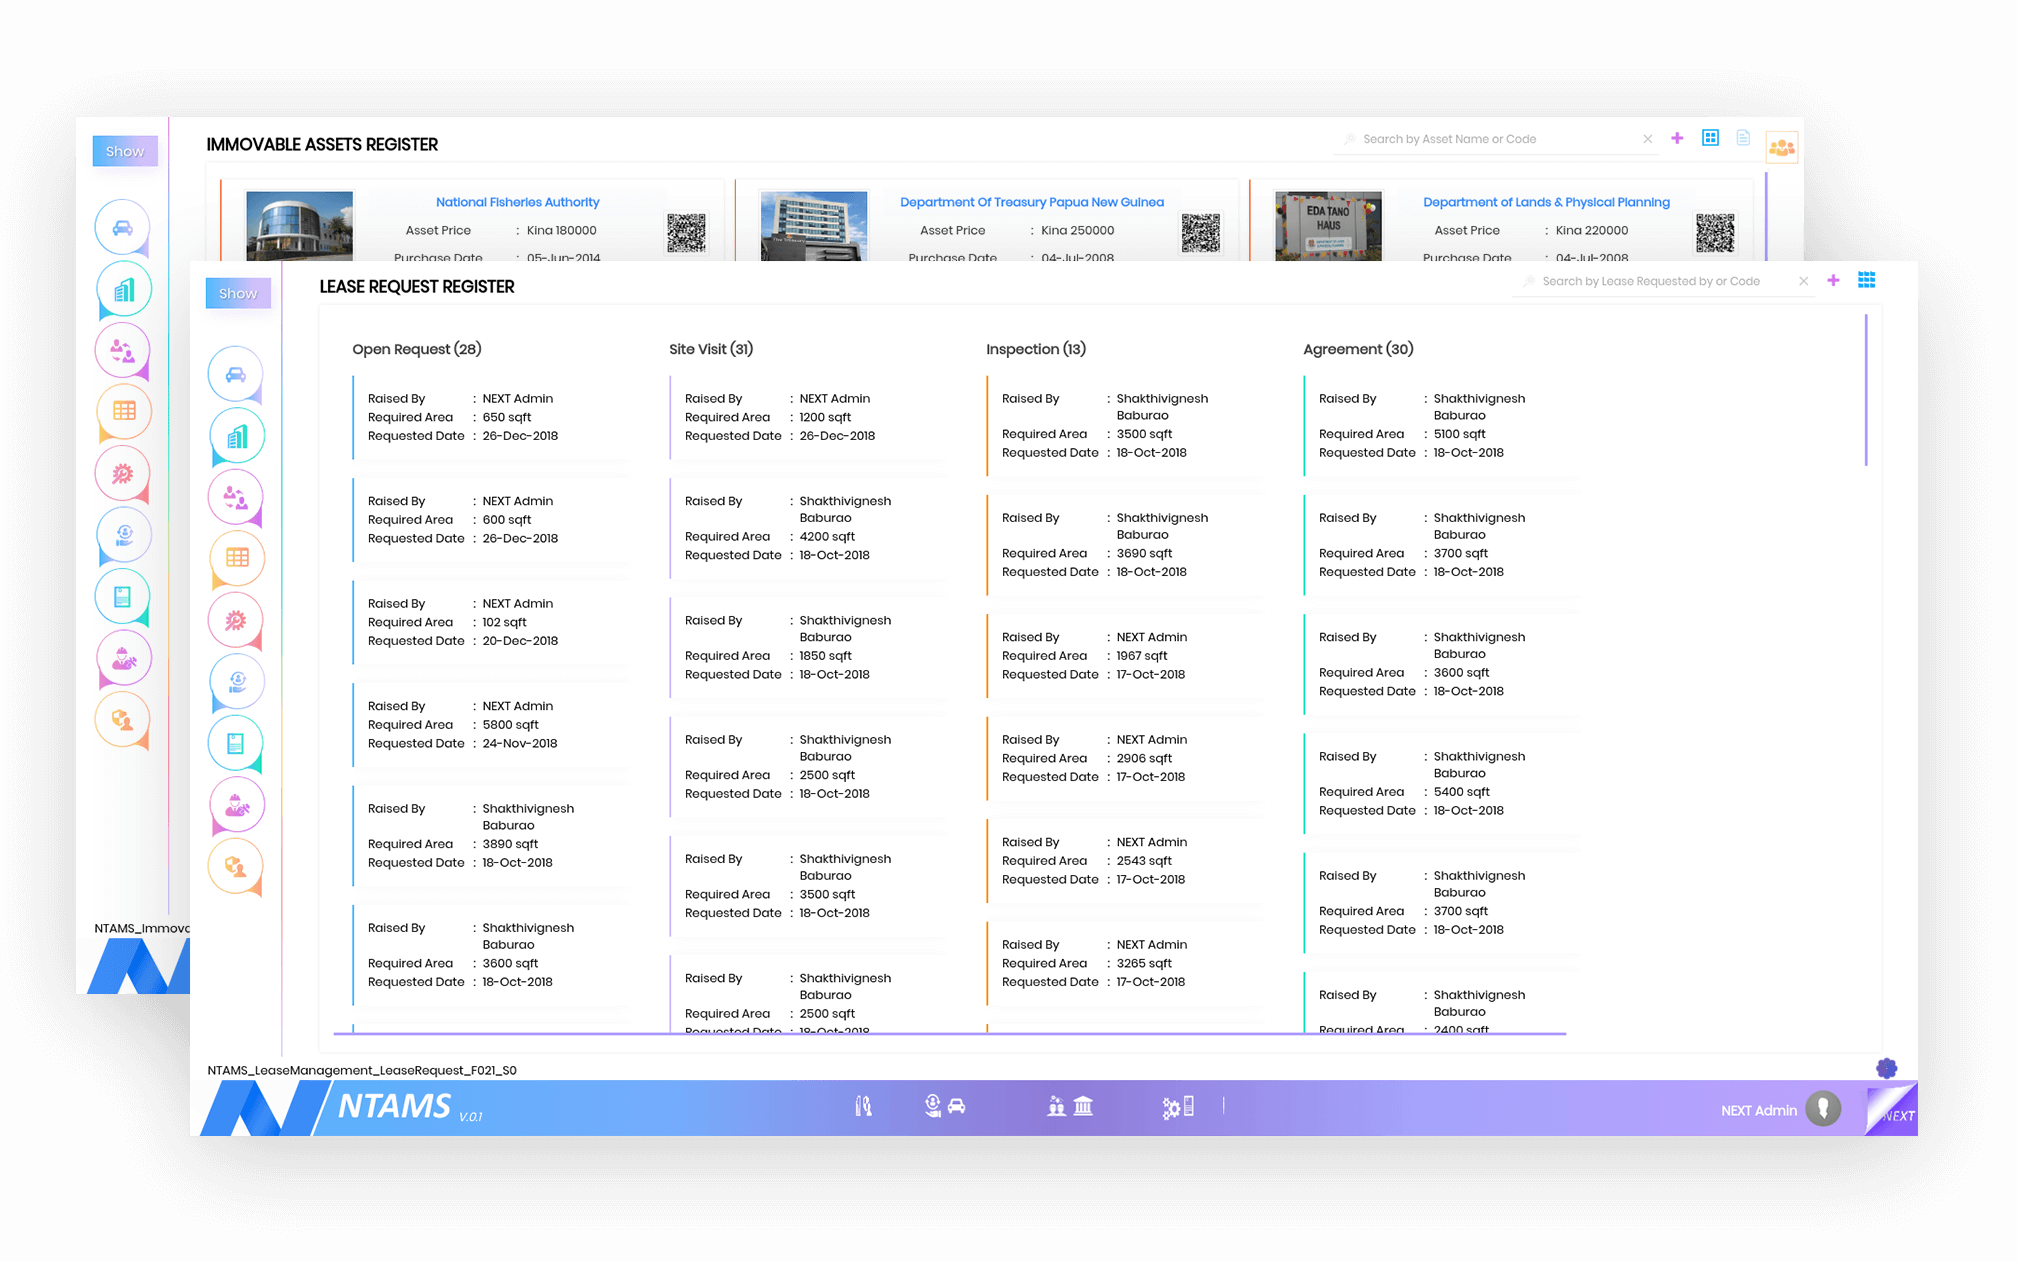 Show
IMMOVABLE ASSETS REGISTER
Search by Asset Name or Code
National Fisheries Authority
Asset Price : Kina 180000
Purchase Date : 05-Jun-2014
Department Of Treasury Papua New Guinea
Asset Price : Kina 250000
Purchase Date : 04-Jul-2008
EDA TANO
HAUS
Department of Lands & Physical Planning
Asset Price : Kina 220000
Purchase Date : 04-Jul-2008
NTAMS_Immova
Show
LEASE REQUEST REGISTER
Search by Lease Requested by or Code
Open Request (28)
Raised By : NEXT Admin
Required Area : 650 sqft
Requested Date : 26-Dec-2018
Raised By : NEXT Admin
Required Area : 600 sqft
Requested Date : 26-Dec-2018
Raised By : NEXT Admin
Required Area : 102 sqft
Requested Date : 20-Dec-2018
Raised By : NEXT Admin
Required Area : 5800 sqft
Requested Date : 24-Nov-2018
Raised By : Shakthivignesh
Baburao
Required Area : 3890 sqft
Requested Date : 18-Oct-2018
Raised By : Shakthivignesh
Baburao
Required Area : 3600 sqft
Requested Date : 18-Oct-2018
Site Visit (31)
Raised By : NEXT Admin
Required Area : 1200 sqft
Requested Date : 26-Dec-2018
Raised By : Shakthivignesh
Baburao
Required Area : 4200 sqft
Requested Date : 18-Oct-2018
Raised By : Shakthivignesh
Baburao
Required Area : 1850 sqft
Requested Date : 18-Oct-2018
Raised By : Shakthivignesh
Baburao
Required Area : 2500 sqft
Requested Date : 18-Oct-2018
Raised By : Shakthivignesh
Baburao
Required Area : 3500 sqft
Requested Date : 18-Oct-2018
Raised By : Shakthivignesh
Baburao
Required Area : 2500 sqft
Requested Date : 18-Oct-2018
Inspection (13)
Raised By : Shakthivignesh
Baburao
Required Area : 3500 sqft
Requested Date : 18-Oct-2018
Raised By : Shakthivignesh
Baburao
Required Area : 3690 sqft
Requested Date : 18-Oct-2018
Raised By : NEXT Admin
Required Area : 1967 sqft
Requested Date : 17-Oct-2018
Raised By : NEXT Admin
Required Area : 2906 sqft
Requested Date : 17-Oct-2018
Raised By : NEXT Admin
Required Area : 2543 sqft
Requested Date : 17-Oct-2018
Raised By : NEXT Admin
Required Area : 3265 sqft
Requested Date : 17-Oct-2018
Agreement (30)
Raised By : Shakthivignesh
Baburao
Required Area : 5100 sqft
Requested Date : 18-Oct-2018
Raised By : Shakthivignesh
Baburao
Required Area : 3700 sqft
Requested Date : 18-Oct-2018
Raised By : Shakthivignesh
Baburao
Required Area : 3600 sqft
Requested Date : 18-Oct-2018
Raised By : Shakthivignesh
Baburao
Required Area : 5400 sqft
Requested Date : 18-Oct-2018
Raised By : Shakthivignesh
Baburao
Required Area : 3700 sqft
Requested Date : 18-Oct-2018
Raised By : Shakthivignesh
Baburao
Required Area : 2400 sqft
NTAMS_LeaseManagement_LeaseRequest_F021_S0
NTAMS V.0.1
NEXT Admin
NEXT